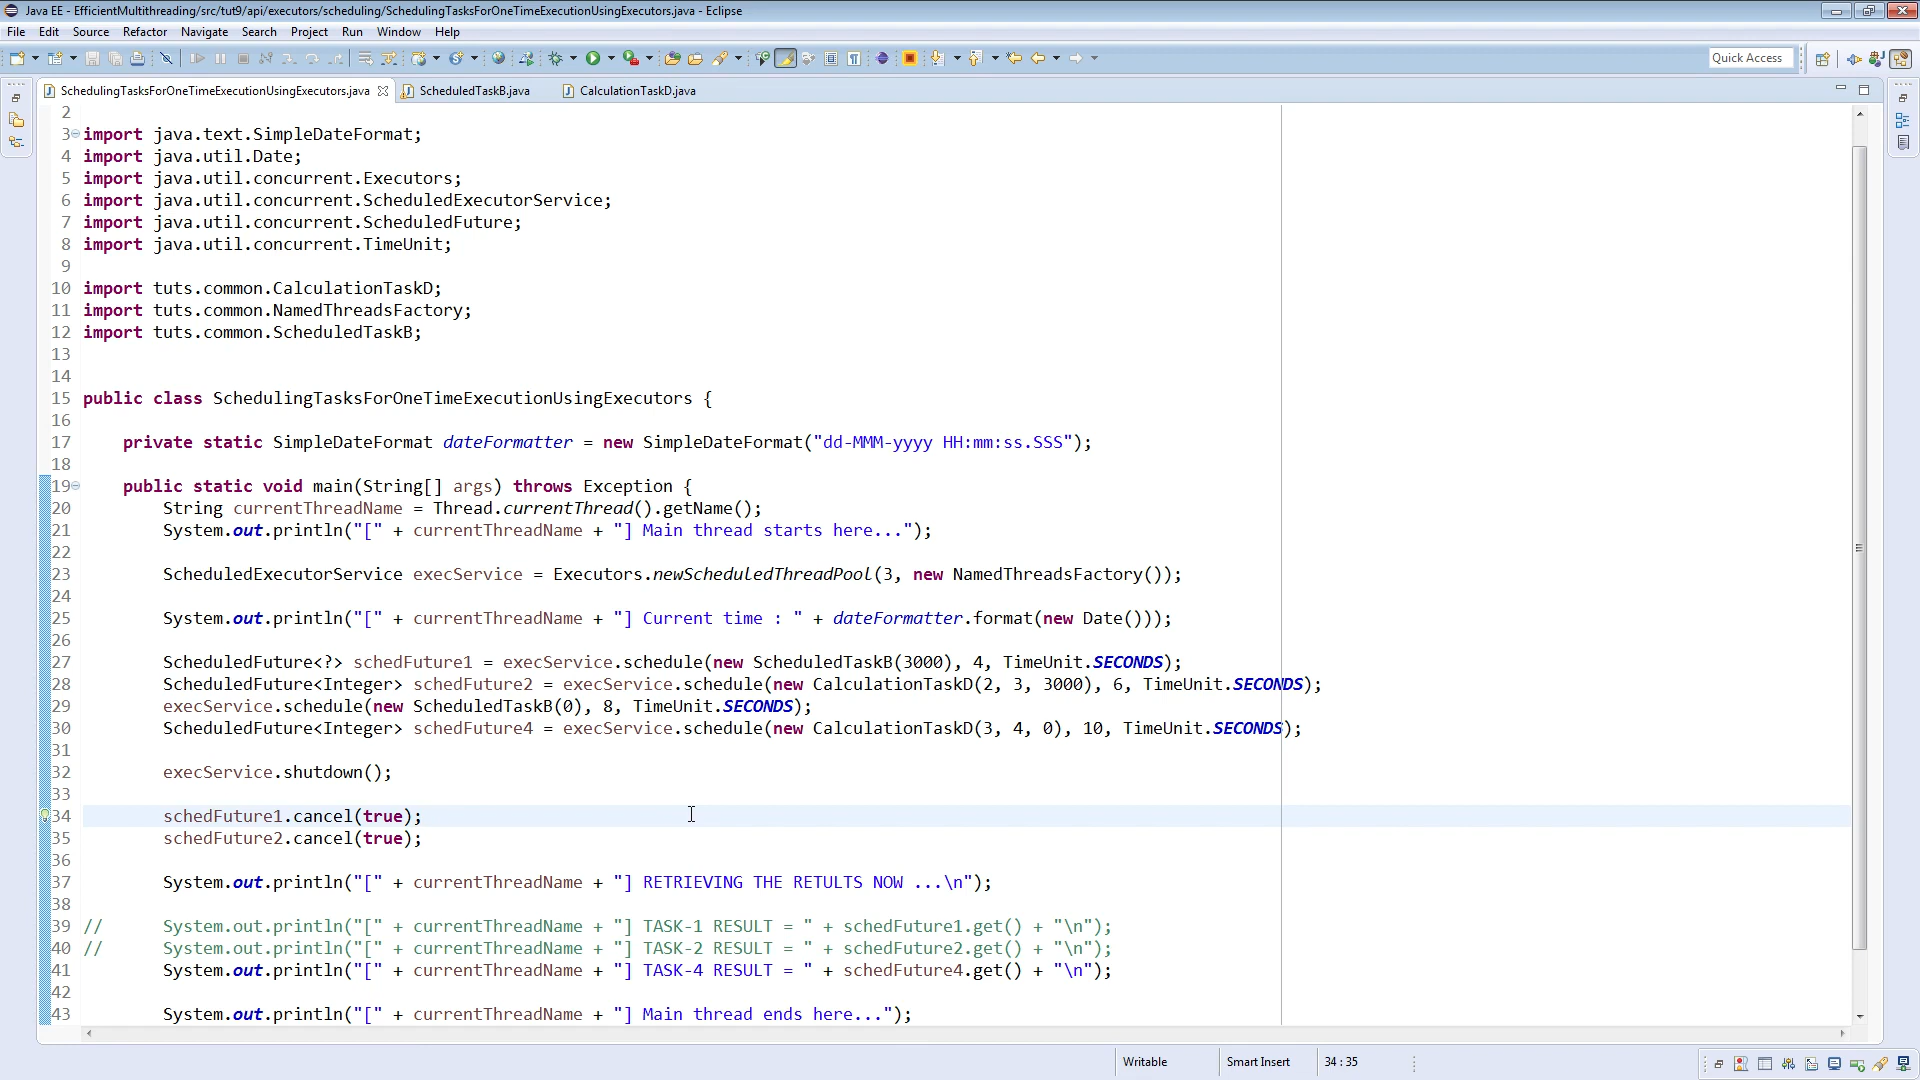 Java EE - EfficientMultithreading/src/tut9/api/executors/scheduling/SchedulingTasksForOneTimeExecutionUsingExecutors.java - Eclipse
File Edit Source Refactor Navigate Search Project Run Window Help
Quick Access
SchedulingTasksForOneTimeExecutionUsingExecutors.java ScheduledTaskB.java CalculationTaskD.java
2
3 import java.text.SimpleDateFormat;
4 import java.util.Date;
5 import java.util.concurrent.Executors;
6 import java.util.concurrent.ScheduledExecutorService;
7 import java.util.concurrent.ScheduledFuture;
8 import java.util.concurrent.TimeUnit;
9
10 import tuts.common.CalculationTaskD;
11 import tuts.common.NamedThreadsFactory;
12 import tuts.common.ScheduledTaskB;
13
14
15 public class SchedulingTasksForOneTimeExecutionUsingExecutors {
16
17 private static SimpleDateFormat dateFormatter = new SimpleDateFormat("dd-MMM-yyyy HH:mm:ss.SSS");
18
19 public static void main(String[] args) throws Exception {
20 String currentThreadName = Thread.currentThread().getName();
21 System.out.println("[" + currentThreadName + "] Main thread starts here...");
22
23 ScheduledExecutorService execService = Executors.newScheduledThreadPool(3, new NamedThreadsFactory());
24
25 System.out.println("[" + currentThreadName + "] Current time : " + dateFormatter.format(new Date()));
26
27 ScheduledFuture<?> schedFuture1 = execService.schedule(new ScheduledTaskB(3000), 4, TimeUnit.SECONDS);
28 ScheduledFuture<Integer> schedFuture2 = execService.schedule(new CalculationTaskD(2, 3, 3000), 6, TimeUnit.SECONDS);
29 execService.schedule(new ScheduledTaskB(0), 8, TimeUnit.SECONDS);
30 ScheduledFuture<Integer> schedFuture4 = execService.schedule(new CalculationTaskD(3, 4, 0), 10, TimeUnit.SECONDS);
31
32 execService.shutdown();
33
34 schedFuture1.cancel(true);
35 schedFuture2.cancel(true);
36
37 System.out.println("[" + currentThreadName + "] RETRIEVING THE RETULTS NOW ...\n");
38
39 // System.out.println("[" + currentThreadName + "] TASK-1 RESULT = " + schedFuture1.get() + "\n");
40 // System.out.println("[" + currentThreadName + "] TASK-2 RESULT = " + schedFuture2.get() + "\n");
41 System.out.println("[" + currentThreadName + "] TASK-4 RESULT = " + schedFuture4.get() + "\n");
42
43 System.out.println("[" + currentThreadName + "] Main thread ends here...");
Writable Smart Insert 34 : 35